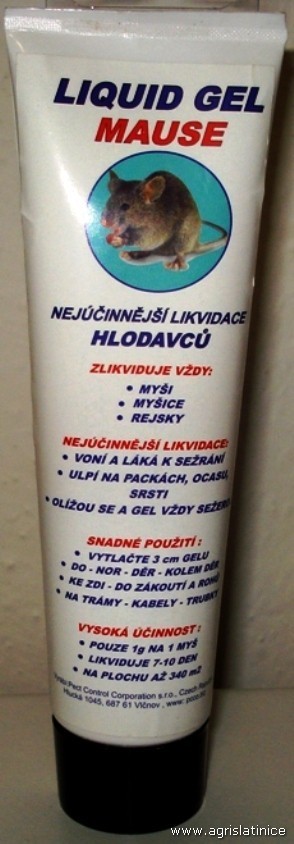 LIQUID GEL
MAUSE
NEJÚČINNĚJŠÍ LIKVIDACE
HLODAVCŮ
ZLIKVIDUJE VŽDY:
• MYŠI
• MYŠICE
• REJSKY
NEJÚČINNĚJŠÍ LIKVIDACE:
• VONÍ A LÁKÁ K SEŽRÁNÍ
• ULPÍ NA PACKÁCH, OCASU,
SRSTI
• OLÍŽOU SE A GEL VŽDY SEŽEROU
SNADNÉ POUŽITÍ :
• VYTLAČTE 3 cm GELU
• DO - NOR - DĚR - KOLEM DĚR
• KE ZDI - DO ZÁKOUTÍ A ROHŮ
• NA TRÁMY - KABELY - TRUBKY
VYSOKÁ ÚČINNOST :
• POUZE 1g NA 1 MYŠ
• LIKVIDUJE 7-10 DEN
• NA PLOCHU AŽ 340 m2
Pest Control Corporation s.r.o., Czech
Hlucká 1045, 687 61 Vlčnov, www:
www.agrislatinice